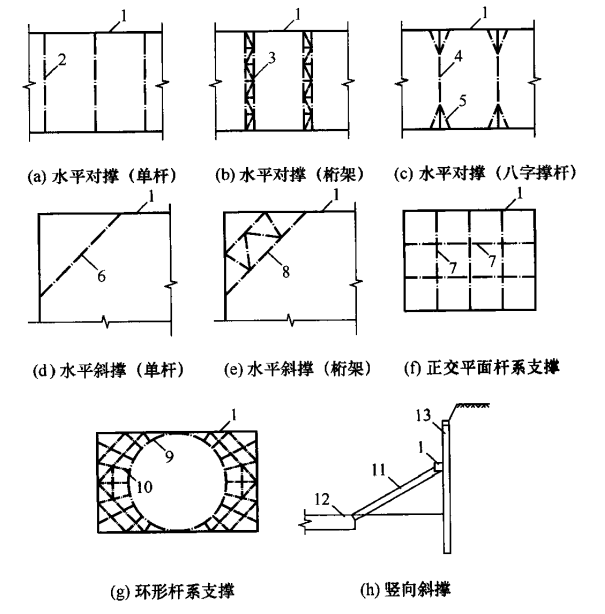 1
2
(a) 水平对撑（单杆）
1
3
(b) 水平对撑（桁架）
1
4
5
(c) 水平对撑（八字撑杆）
1
6
(d) 水平斜撑（单杆）
1
8
(e) 水平斜撑（桁架）
1
7
7
(f) 正交平面杆系支撑
1
9
10
(g) 环形杆系支撑
13
1
11
12
(h) 竖向斜撑